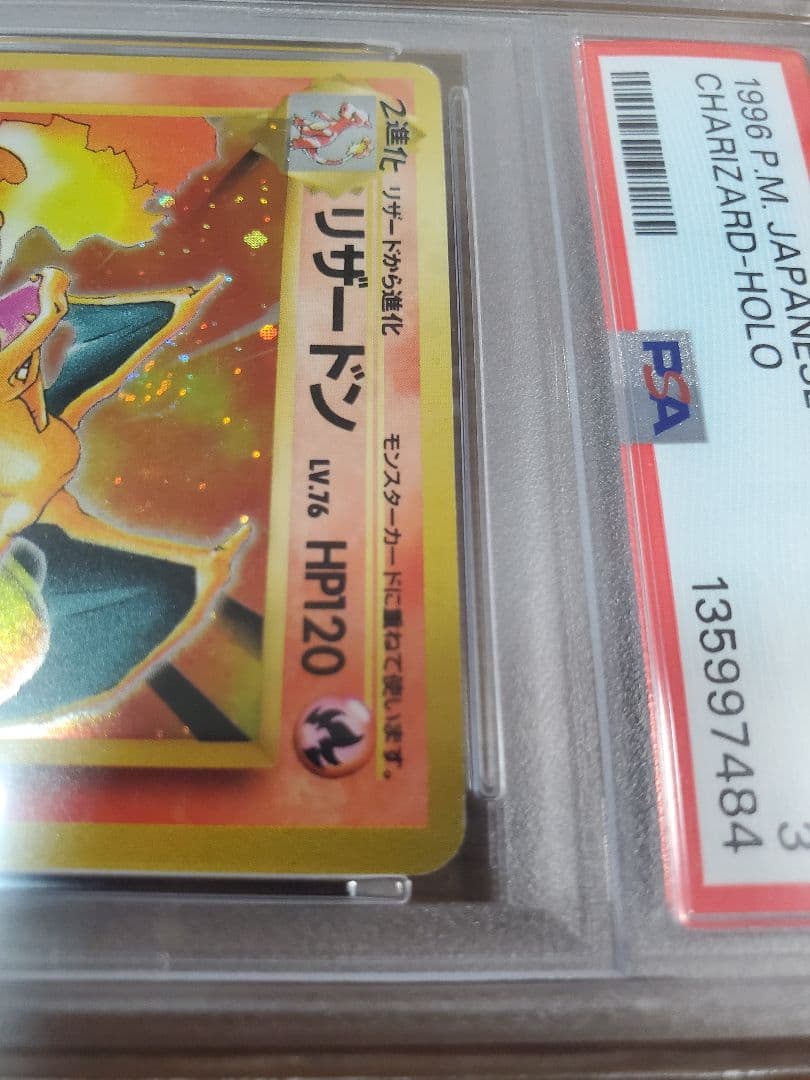 1996 P.M. JAPANESE
CHARIZARD-HOLO
3
PSA
135997484
2進化 リザードから進化
モンスターカードに重ねて使います。
リザードン LV.76 HP120